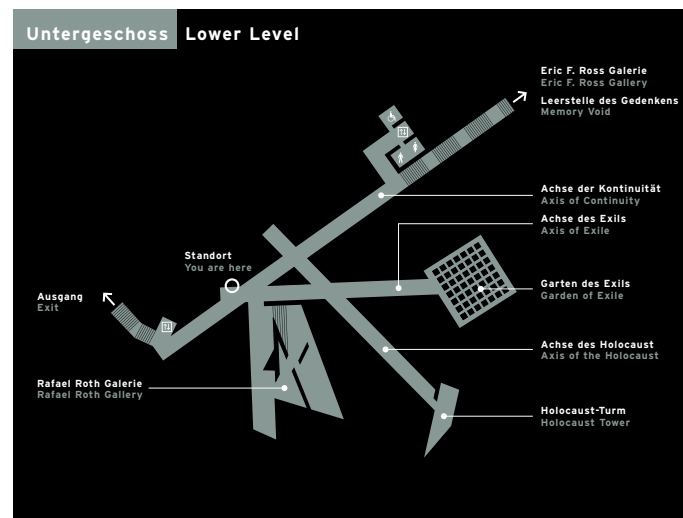 Untergeschoss Lower Level
Eric F. Ross Galerie
Eric F. Ross Gallery
Leerstelle des Gedenkens
Memory Void
Achse der Kontinuität
Axis of Continuity
Achse des Exils
Axis of Exile
Standort
You are here
Garten des Exils
Garden of Exile
Ausgang
Exit
Achse des Holocaust
Axis of the Holocaust
Rafael Roth Galerie
Rafael Roth Gallery
Holocaust-Turm
Holocaust Tower